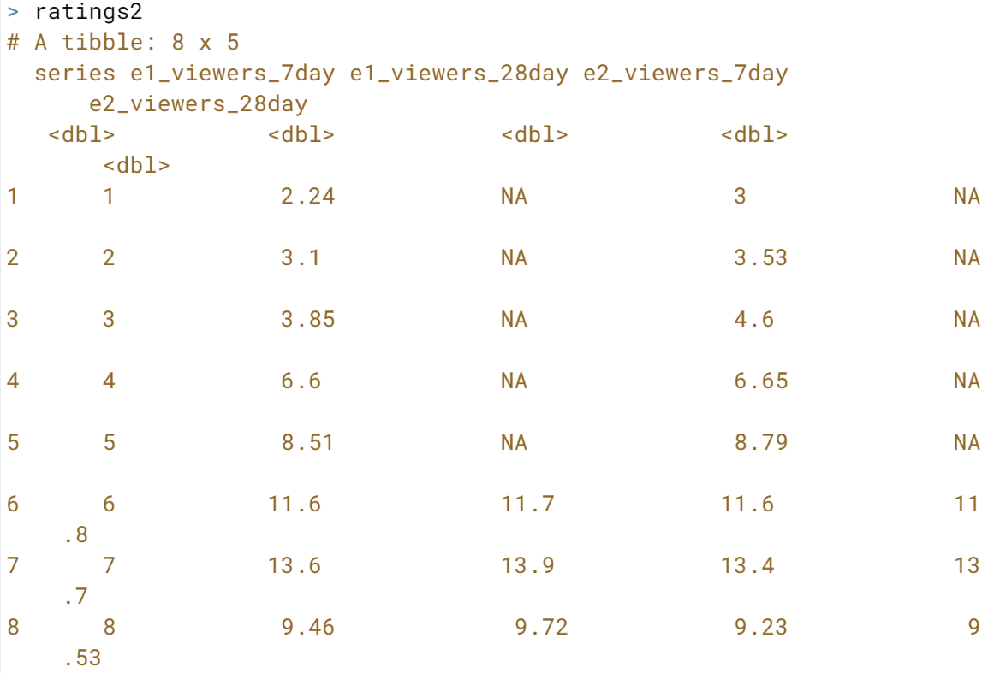 > ratings2
# A tibble: 8 x 5
  series e1_viewers_7day e1_viewers_28day e2_viewers_7day
      e2_viewers_28day
   <dbl>           <dbl>            <dbl>           <dbl>
       <dbl>
1      1            2.24            NA               3            NA
2      2            3.1             NA               3.53         NA
3      3            3.85            NA               4.6          NA
4      4            6.6             NA               6.65         NA
5      5            8.51            NA               8.79         NA
6      6           11.6             11.7            11.6          11
    .8
7      7           13.6             13.9            13.4          13
    .7
8      8            9.46             9.72            9.23          9
    .53